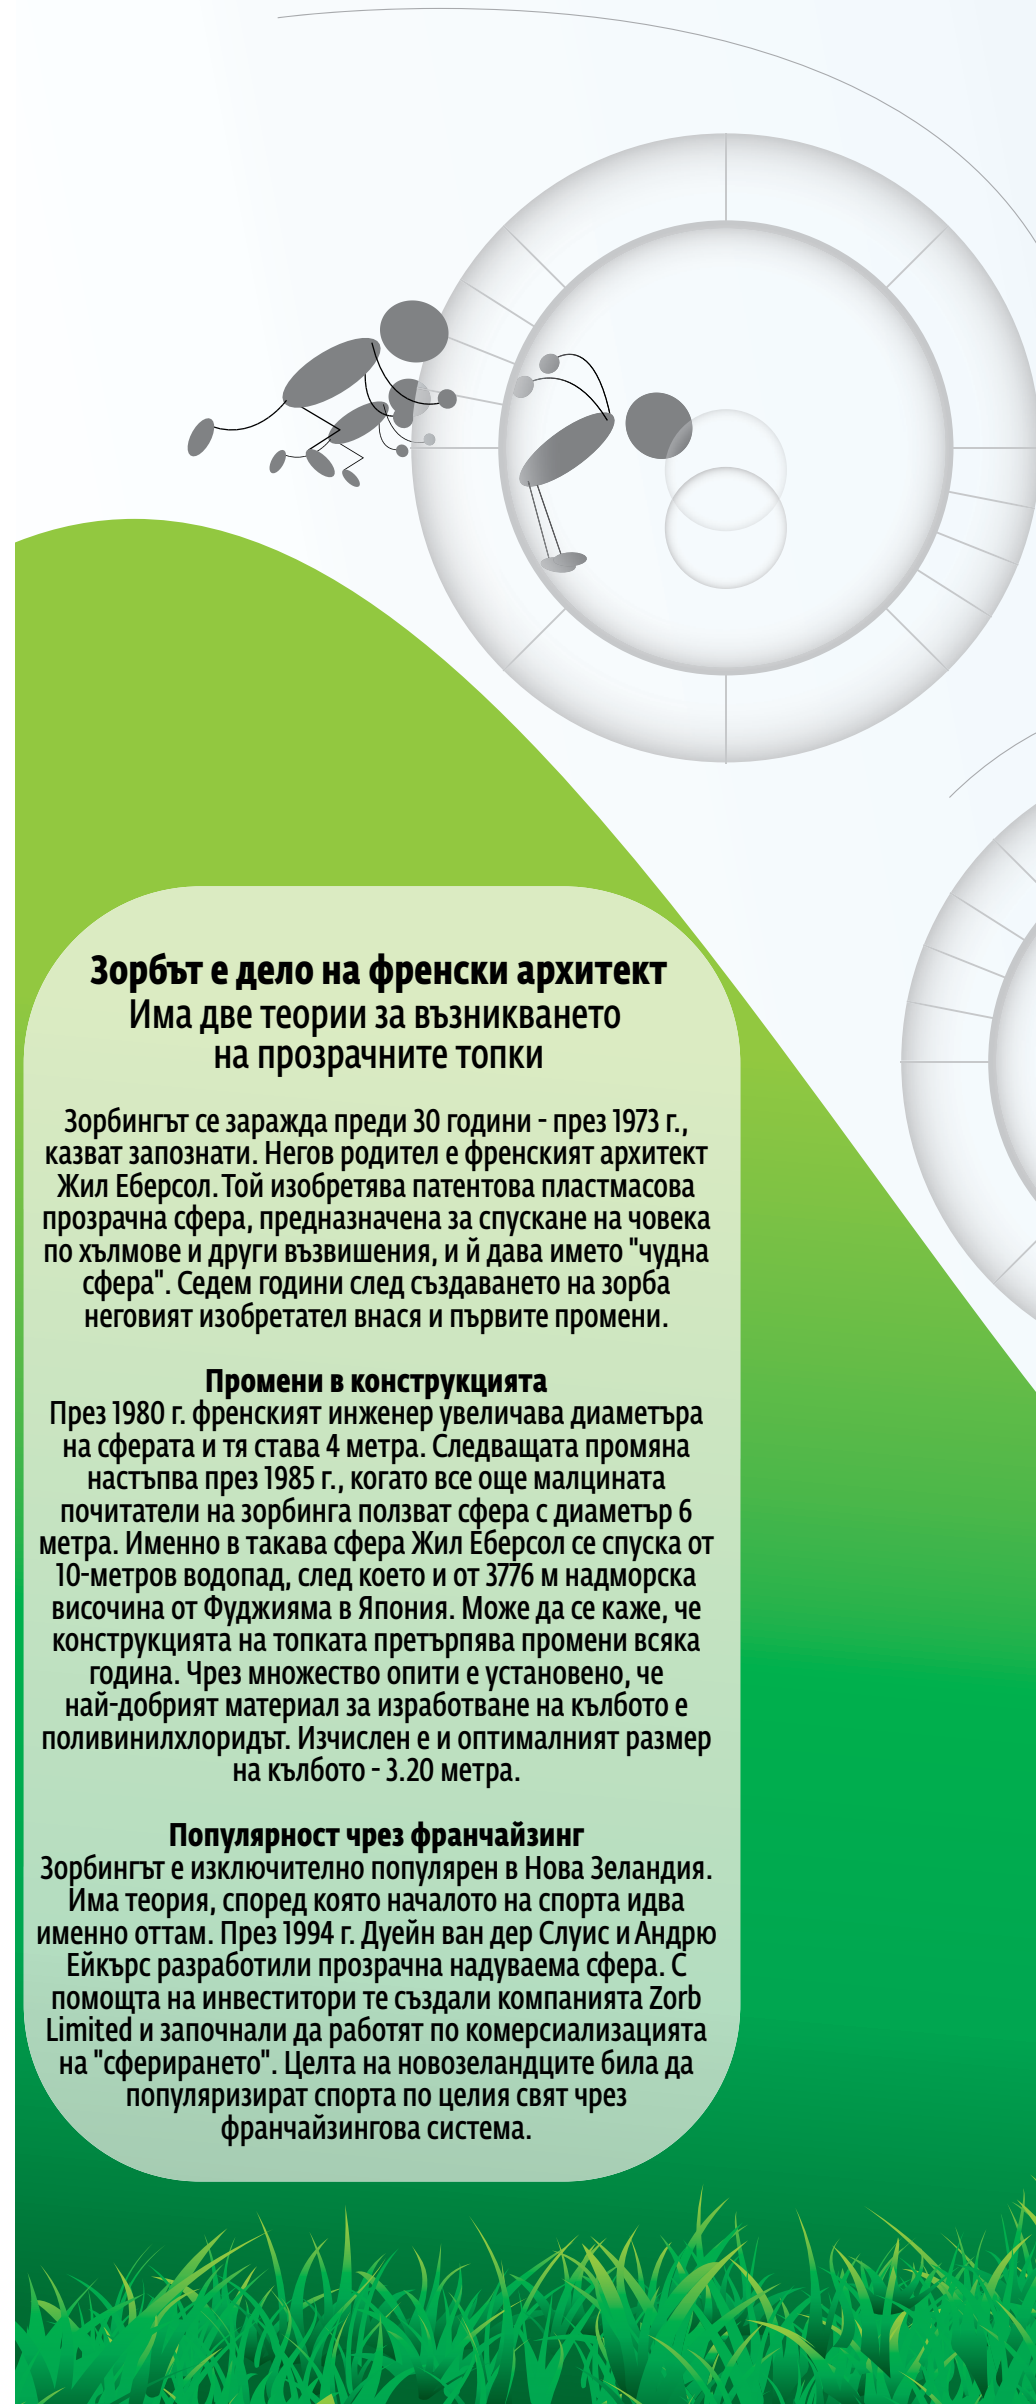 Зорбът е дело на френски архитект
Има две теории за възникването
на прозрачните топки
Зорбингът се заражда преди 30 години - през 1973 г.,
казват запознати. Негов родител е френският архитект
Жил Еберсол. Той изобретява патентова пластмасова
прозрачна сфера, предназначена за спускане на човека
по хълмове и други възвишения, и й дава името "чудна
сфера". Седем години след създаването на зорба
неговият изобретател внася и първите промени.
Промени в конструкцията
През 1980 г. френският инженер увеличава диаметъра
на сферата и тя става 4 метра. Следващата промяна
настъпва през 1985 г., когато все още малцината
почитатели на зорбинга ползват сфера с диаметър 6
метра. Именно в такава сфера Жил Еберсол се спуска от
10-метров водопад, след което и от 3776 м надморска
височина от Фуджияма в Япония. Може да се каже, че
конструкцията на топката претърпява промени всяка
година. Чрез множество опити е установено, че
най-добрият материал за изработване на кълбото е
поливинилхлоридът. Изчислен е и оптималният размер
на кълбото - 3.20 метра.
Популярност чрез франчайзинг
Зорбингът е изключително популярен в Нова Зеландия.
Има теория, според която началото на спорта идва
именно оттам. През 1994 г. Дуейн ван дер Слуис и Андрю
Ейкърс разработили прозрачна надуваема сфера. С
помощта на инвеститори те създали компанията Zorb
Limited и започнали да работят по комерсиализацията
на "сферирането". Целта на новозеландците била да
популяризират спорта по целия свят чрез
франчайзингова система.